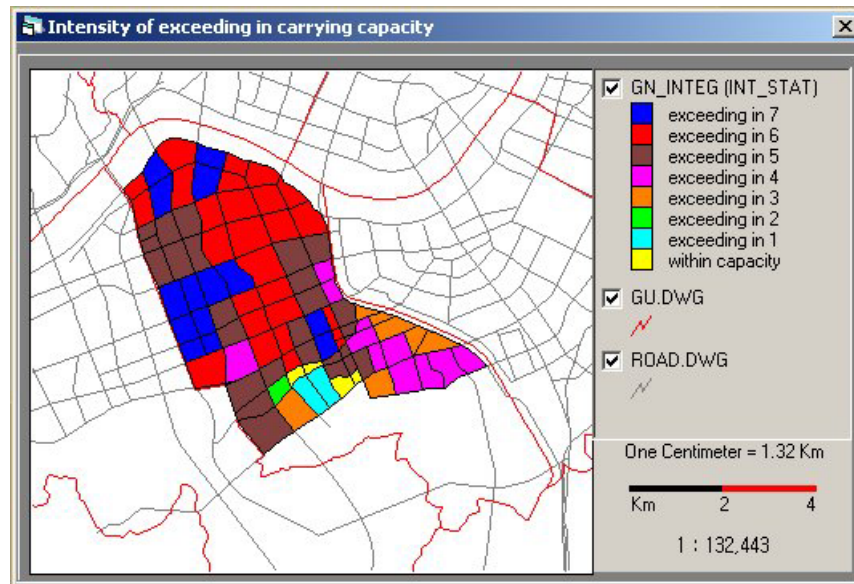 Intensity of exceeding in carrying capacity
GN_INTEG (INT_STAT)
exceeding in 7
exceeding in 6
exceeding in 5
exceeding in 4
exceeding in 3
exceeding in 2
exceeding in 1
within capacity
GU.DWG
ROAD.DWG
One Centimeter = 1.32 Km
Km 2 4
1 : 132,443